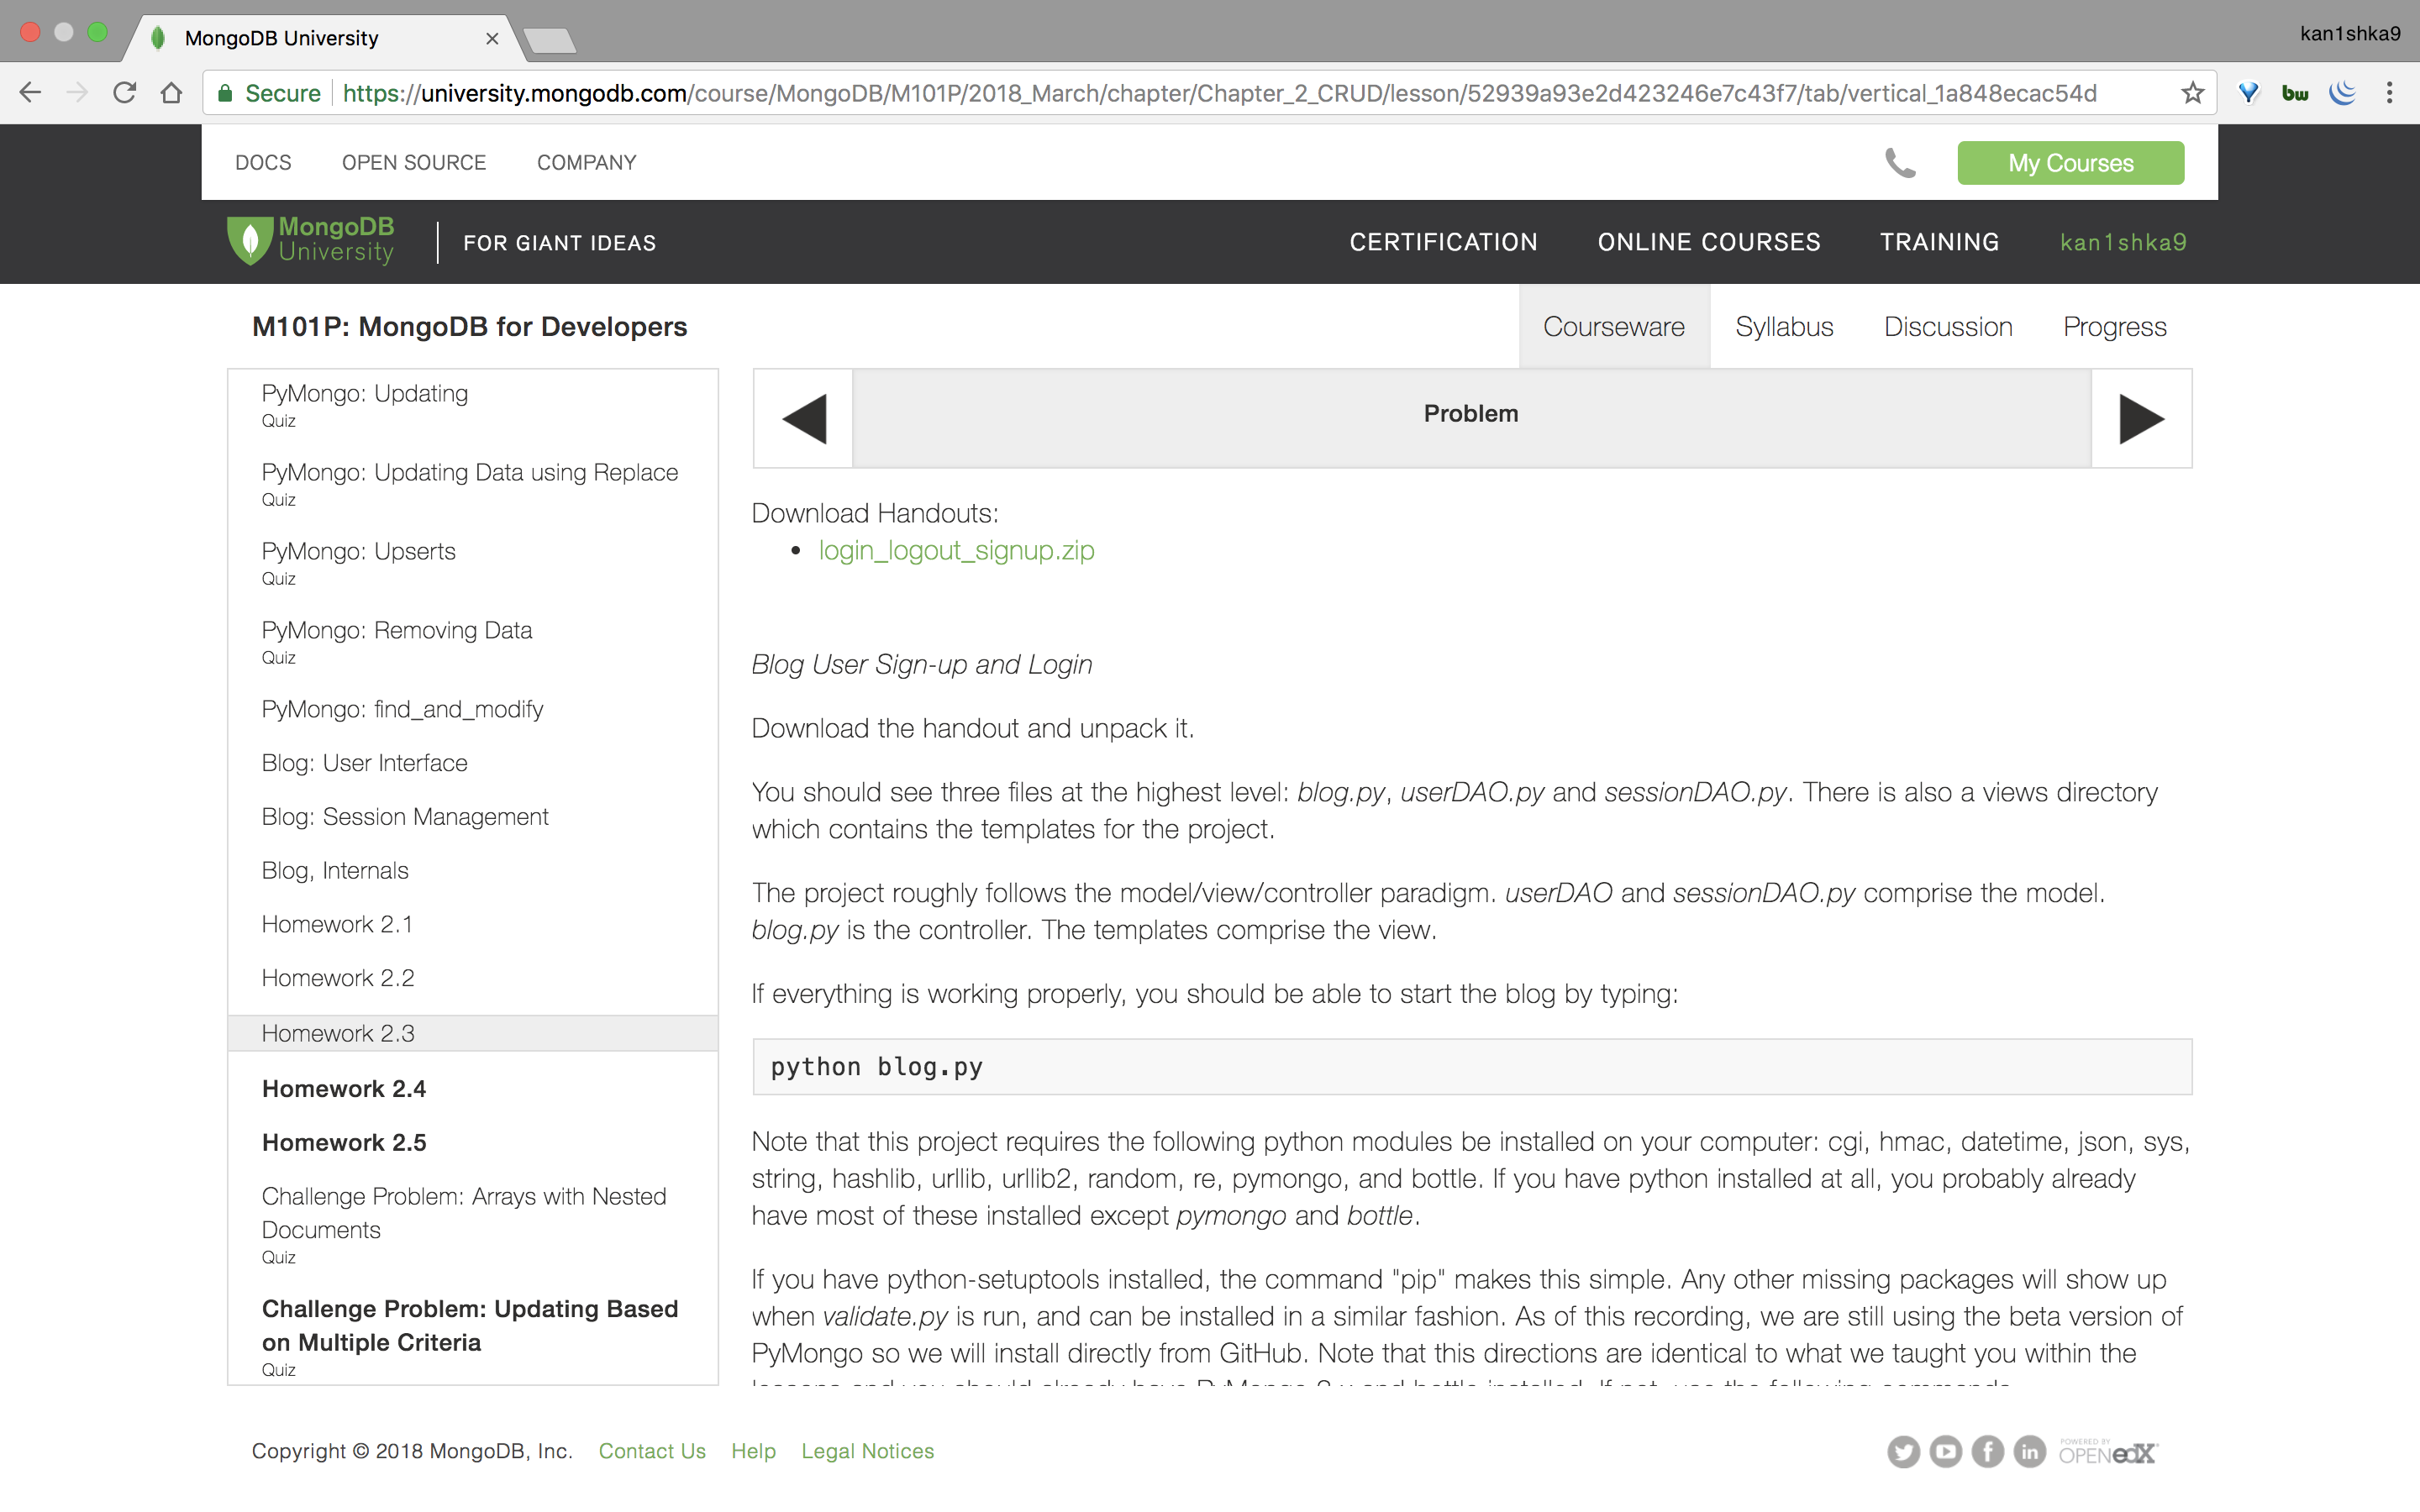 MongoDB University
kan1shka9
Secure https://university.mongodb.com/course/MongoDB/M101P/2018_March/chapter/Chapter_2_CRUD/lesson/52939a93e2d423246e7c43f7/tab/vertical_1a848ecac54d
bw
DOCS OPEN SOURCE COMPANY
My Courses
MongoDB University
FOR GIANT IDEAS
CERTIFICATION ONLINE COURSES TRAINING kan1shka9
M101P: MongoDB for Developers
Courseware Syllabus Discussion Progress
PyMongo: Updating
Quiz
PyMongo: Updating Data using Replace
Quiz
PyMongo: Upserts
Quiz
PyMongo: Removing Data
Quiz
PyMongo: find_and_modify
Blog: User Interface
Blog: Session Management
Blog, Internals
Homework 2.1
Homework 2.2
Homework 2.3
Homework 2.4
Homework 2.5
Challenge Problem: Arrays with Nested
Documents
Quiz
Challenge Problem: Updating Based
on Multiple Criteria
Quiz
Problem
Download Handouts:
• login_logout_signup.zip
Blog User Sign-up and Login
Download the handout and unpack it.
You should see three files at the highest level: blog.py, userDAO.py and sessionDAO.py. There is also a views directory
which contains the templates for the project.
The project roughly follows the model/view/controller paradigm. userDAO and sessionDAO.py comprise the model.
blog.py is the controller. The templates comprise the view.
If everything is working properly, you should be able to start the blog by typing:
python blog.py
Note that this project requires the following python modules be installed on your computer: cgi, hmac, datetime, json, sys,
string, hashlib, urllib, urllib2, random, re, pymongo, and bottle. If you have python installed at all, you probably already
have most of these installed except pymongo and bottle.
If you have python-setuptools installed, the command "pip" makes this simple. Any other missing packages will show up
when validate.py is run, and can be installed in a similar fashion. As of this recording, we are still using the beta version of
PyMongo so we will install directly from GitHub. Note that this directions are identical to what we taught you within the
Copyright © 2018 MongoDB, Inc. Contact Us Help Legal Notices
POWERED BY
OPEN edX